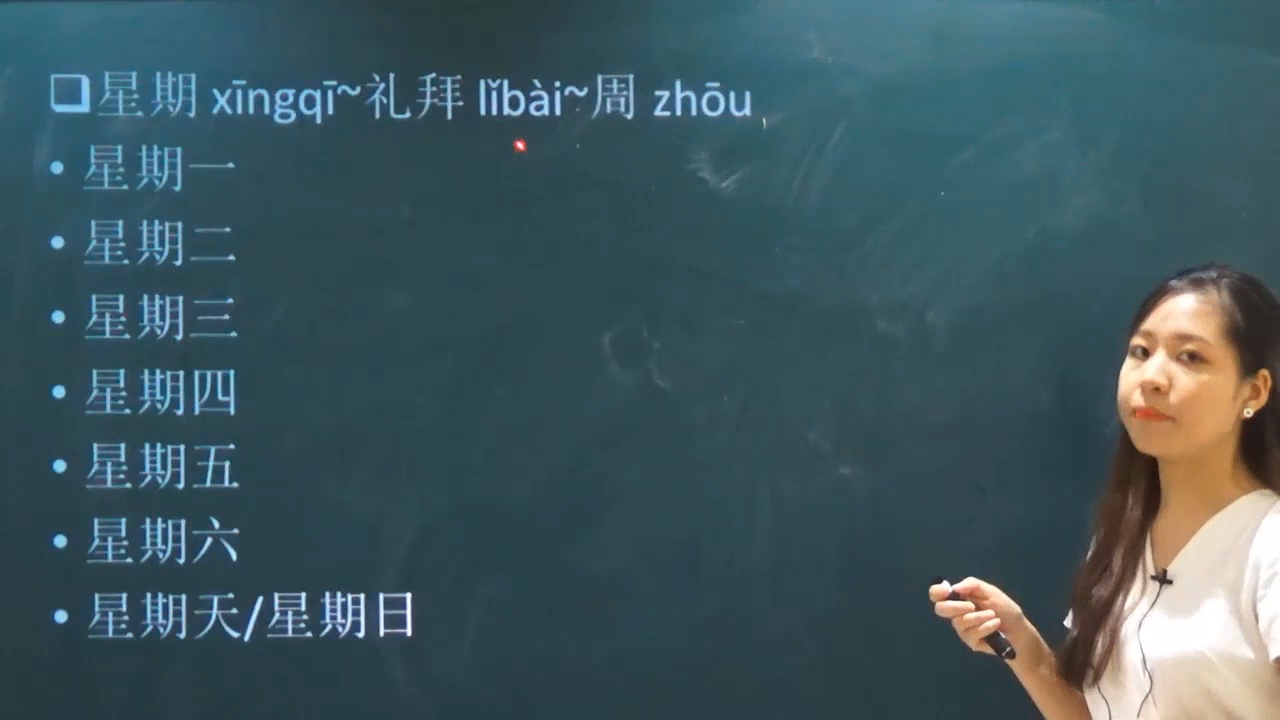 ❑星期 xīngqī~礼拜 lǐbài~周 zhōu
• 星期一
• 星期二
• 星期三
• 星期四
• 星期五
• 星期六
• 星期天/星期日